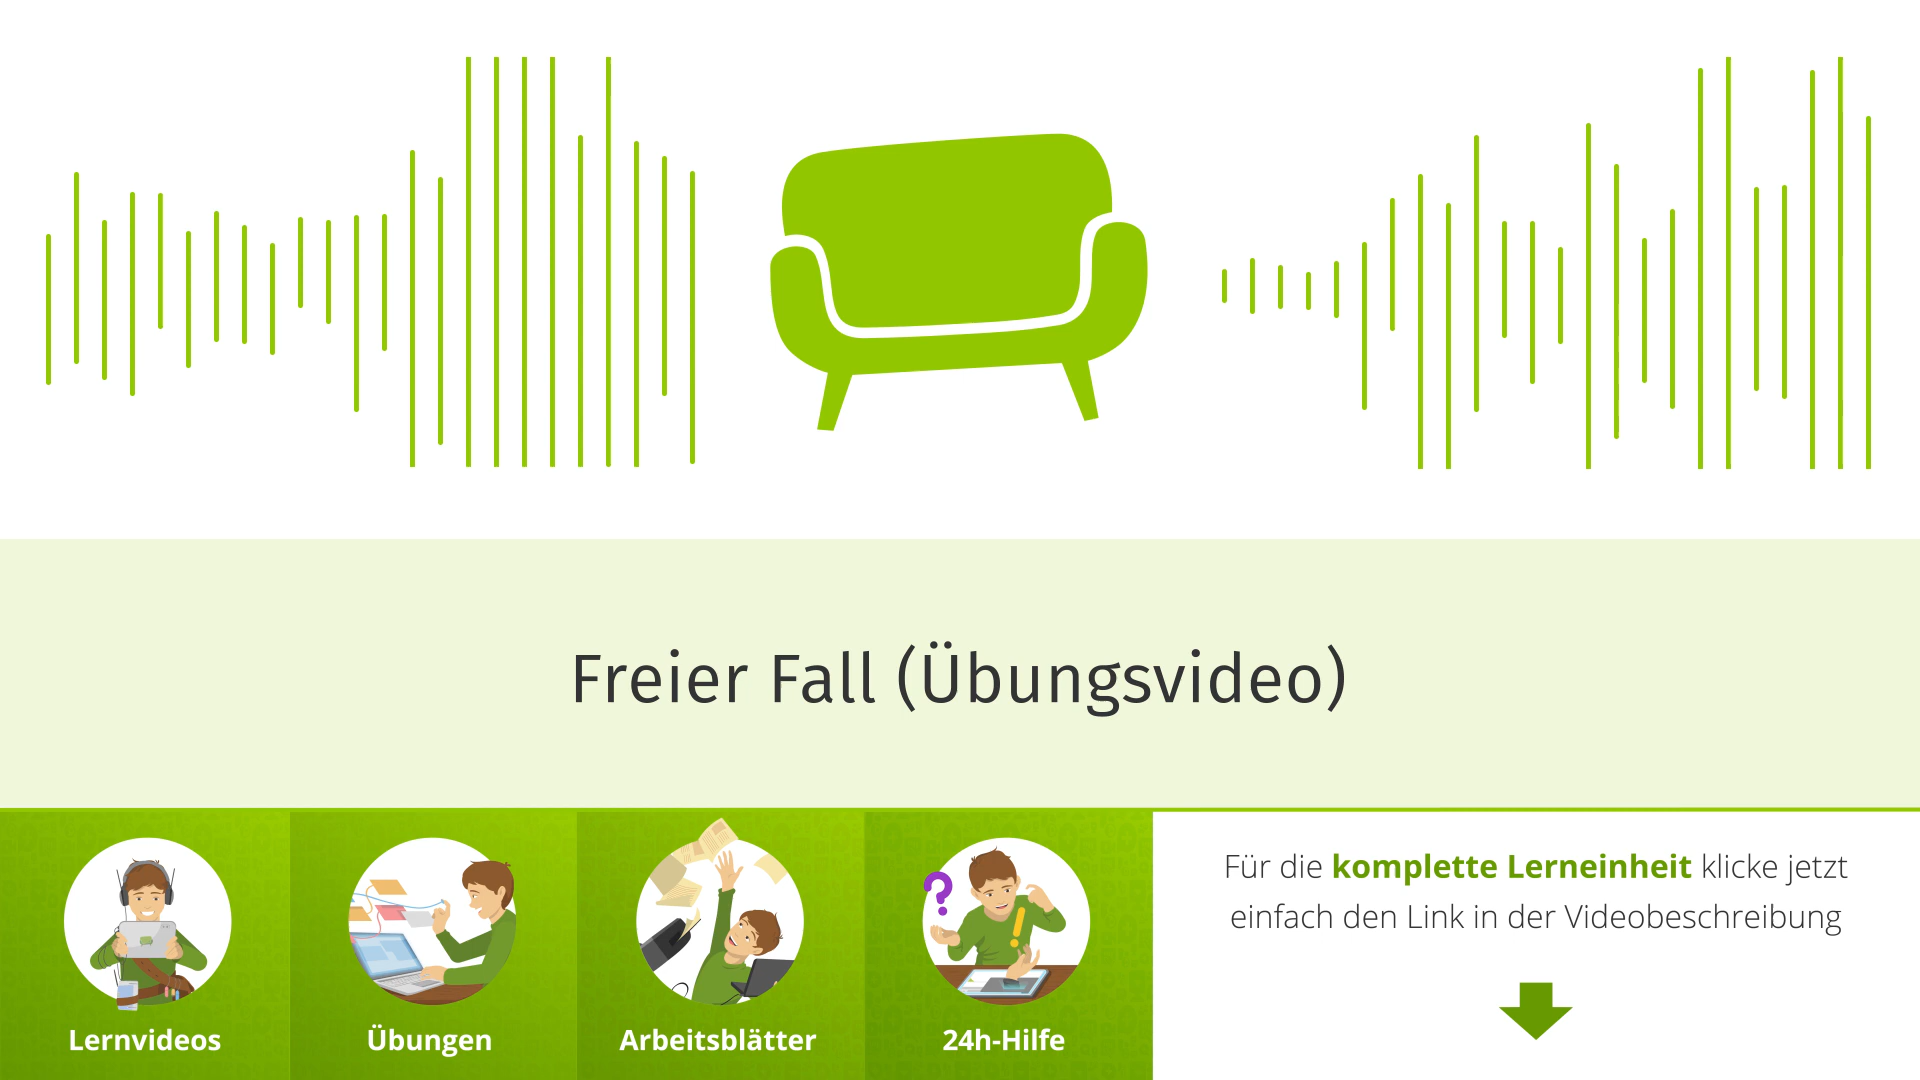 Freier Fall (Übungsvideo)
Lernvideos
Übungen
Arbeitsblätter
24h-Hilfe
Für die komplette Lerneinheit klicke jetzt
einfach den Link in der Videobeschreibung